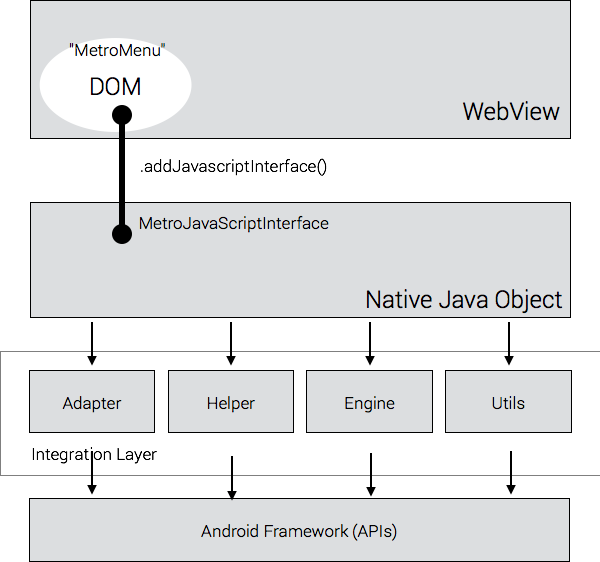 "MetroMenu"
DOM
WebView
.addJavascriptInterface()
MetroJavaScriptInterface
Native Java Object
Adapter
Helper
Engine
Utils
Integration Layer
Android Framework (APIs)